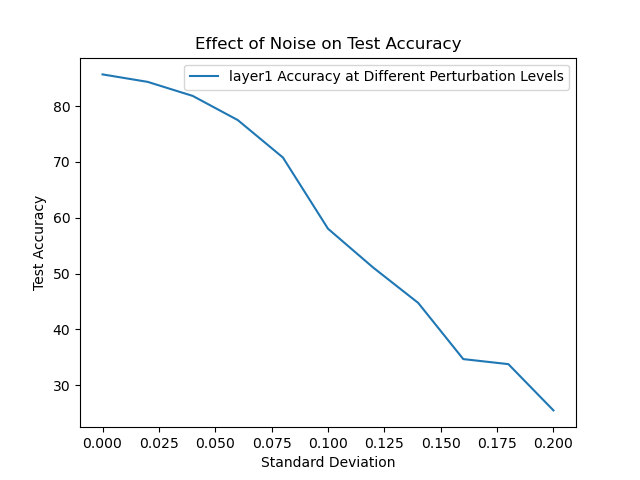 Effect of Noise on Test Accuracy
layer1 Accuracy at Different Perturbation Levels
80
70
60
50
40
30
Test Accuracy
0.000 0.025 0.050 0.075 0.100 0.125 0.150 0.175 0.200
Standard Deviation